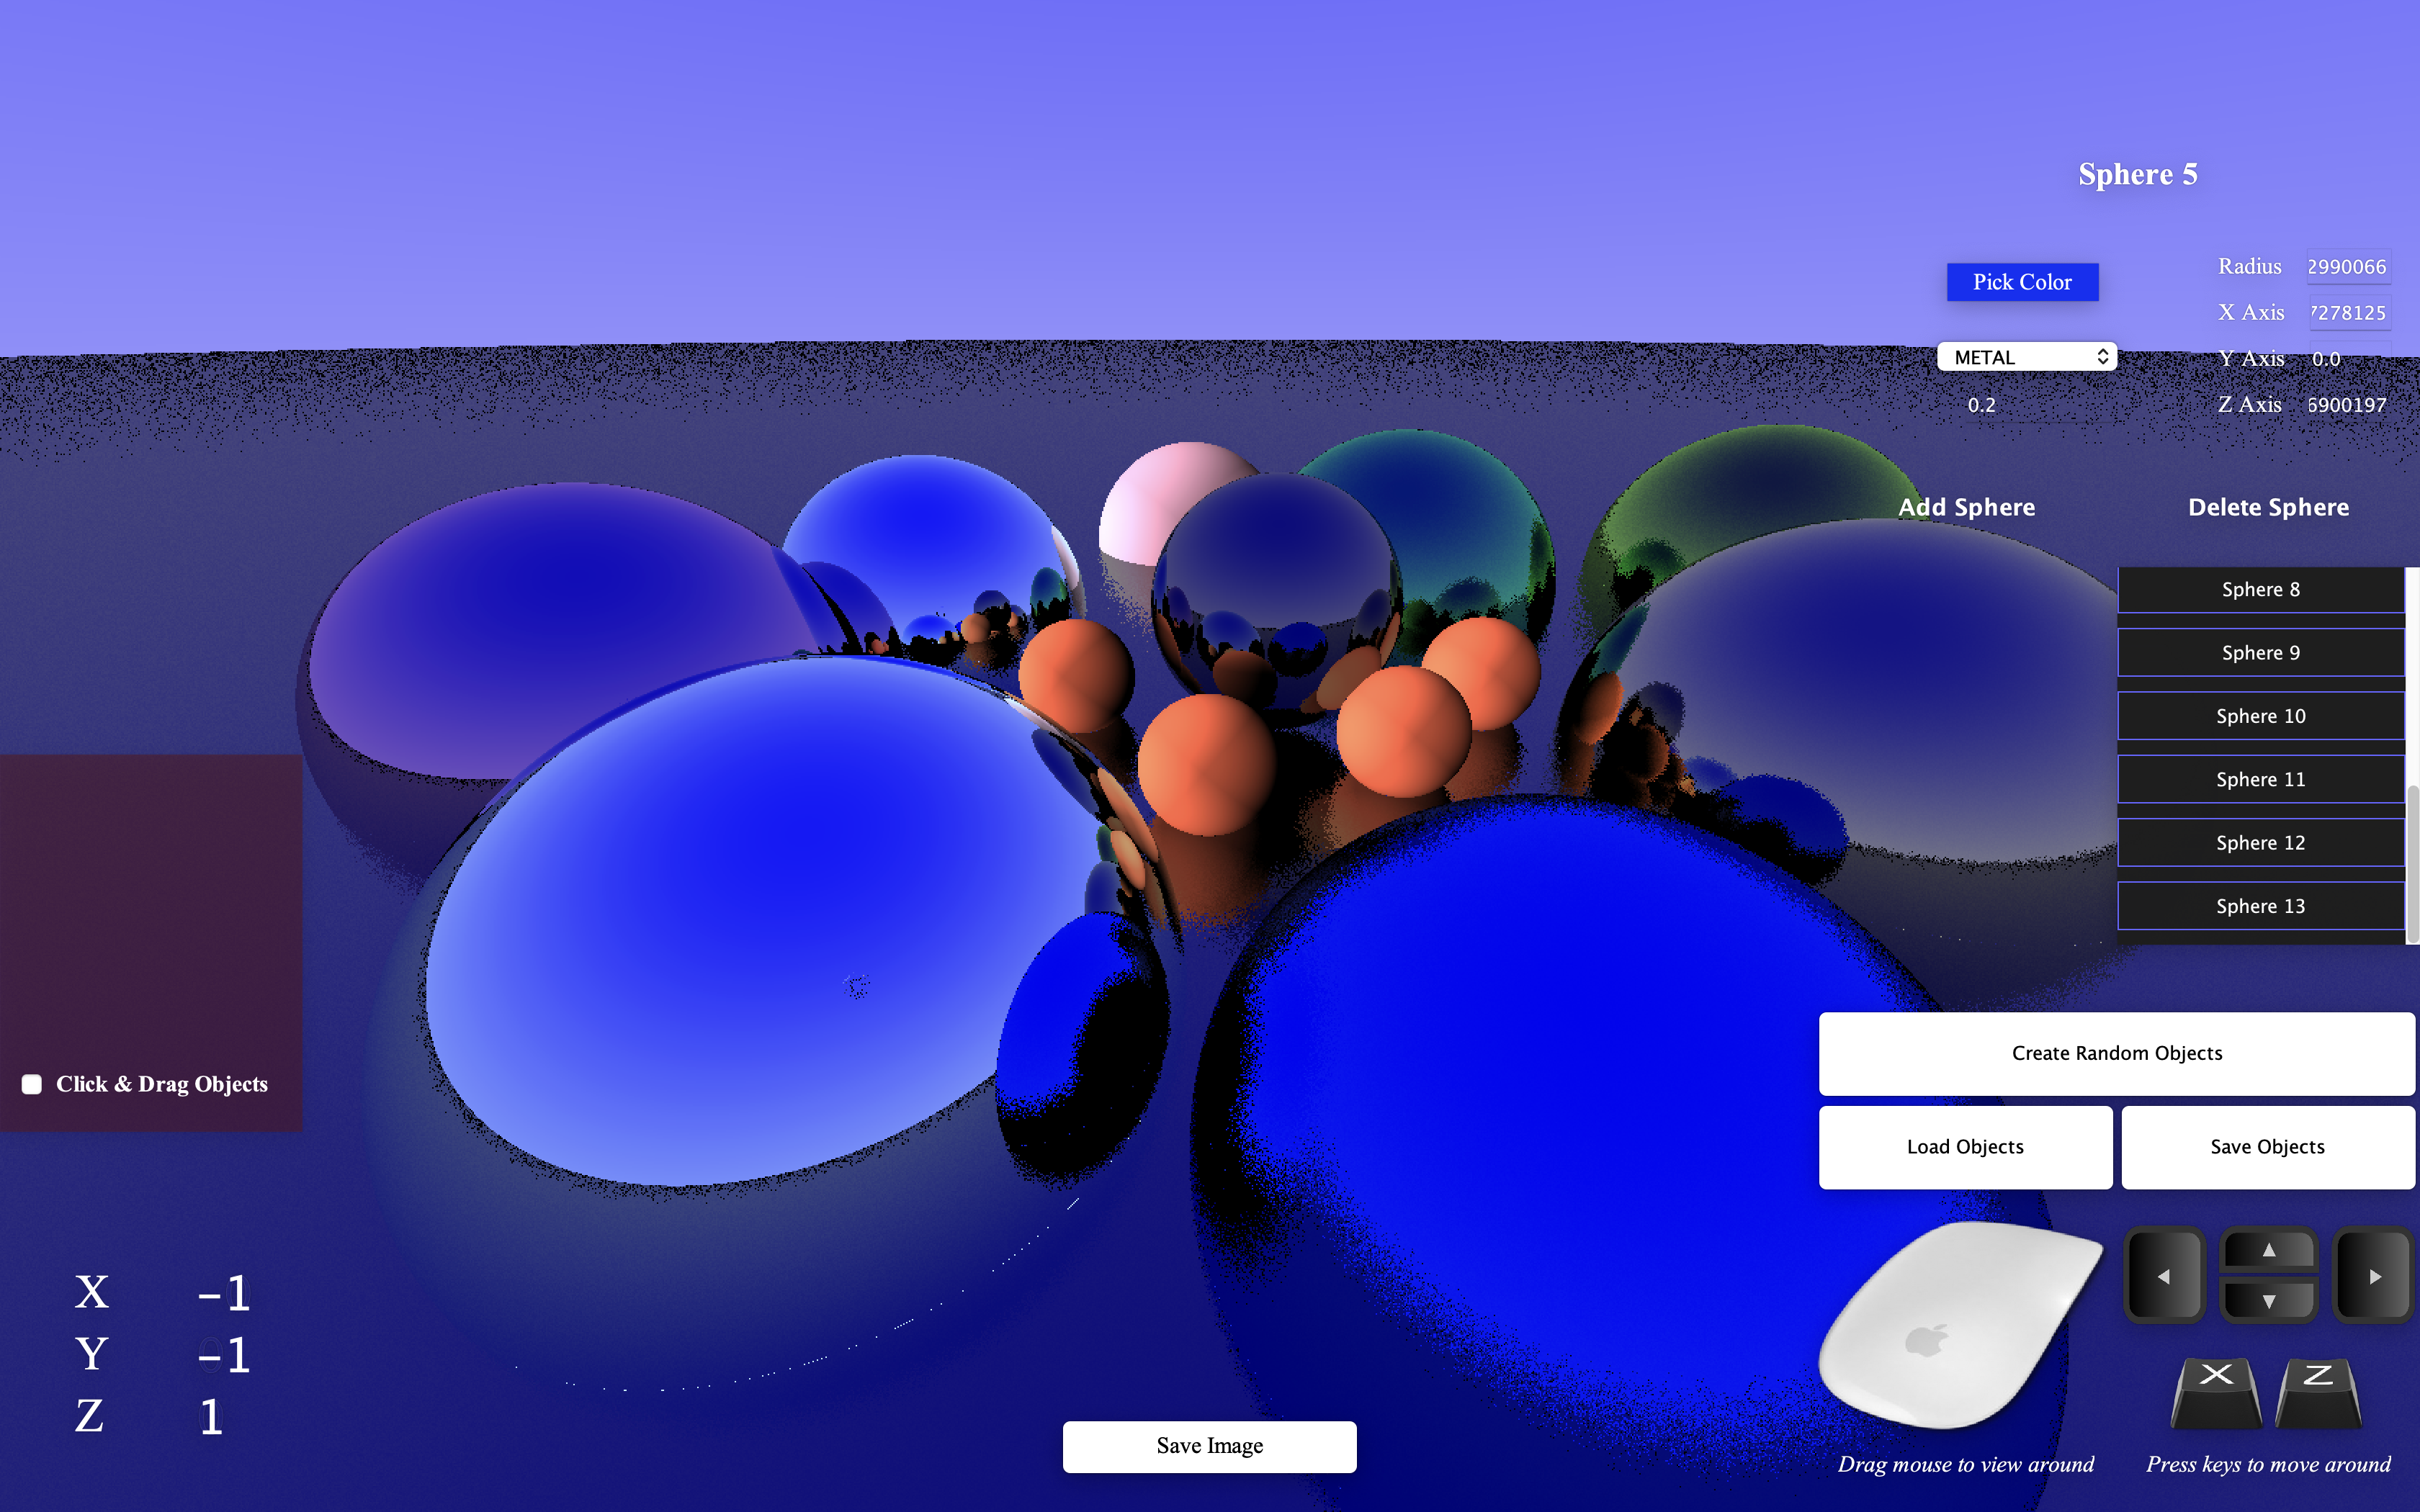 Sphere 5
Pick Color
Radius 2990066
X Axis 7278125
METAL
Y Axis 0.0
0.2
Z Axis 6900197
Add Sphere
Delete Sphere
Sphere 8
Sphere 9
Sphere 10
Sphere 11
Sphere 12
Sphere 13
Click & Drag Objects
Create Random Objects
Load Objects
Save Objects
X -1
Y -1
Z 1
X Z
Save Image
Drag mouse to view around
Press keys to move around